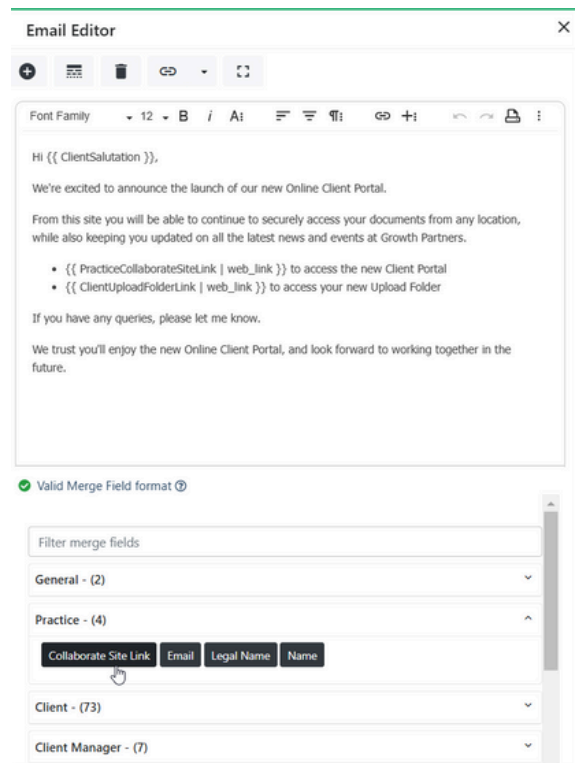 Email Editor
Font Family 12 B i A
Hi {{ ClientSalutation }},
We're excited to announce the launch of our new Online Client Portal.
From this site you will be able to continue to securely access your documents from any location,
while also keeping you updated on all the latest news and events at Growth Partners.
• {{ PracticeCollaborateSiteLink | web_link }} to access the new Client Portal
• {{ ClientUploadFolderLink | web_link }} to access your new Upload Folder
If you have any queries, please let me know.
We trust you'll enjoy the new Online Client Portal, and look forward to working together in the
future.
Valid Merge Field format
Filter merge fields
General - (2)
Practice - (4)
Collaborate Site Link Email Legal Name Name
Client - (73)
Client Manager - (7)